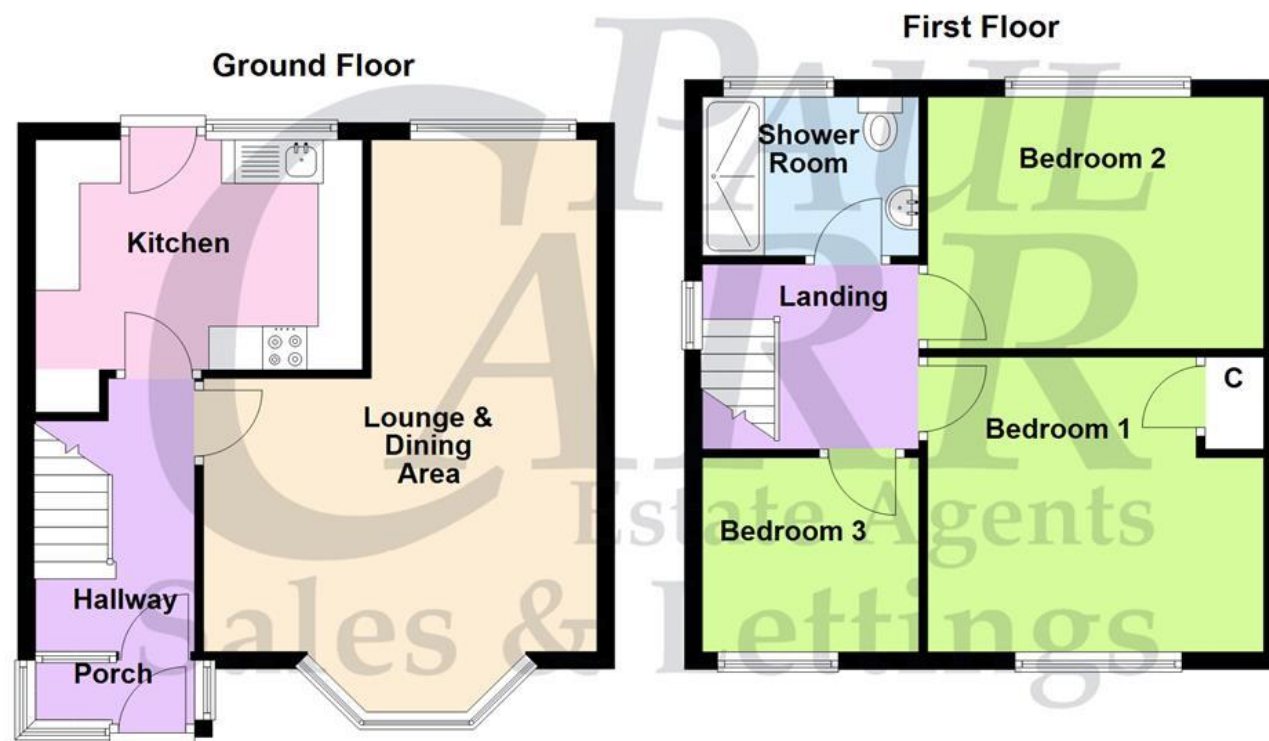 Ground Floor
Kitchen
Lounge &
Dining
Area
Hallway
Porch
First Floor
Shower
Room
Bedroom 2
Landing
Bedroom 1
C
Bedroom 3
PAUL
CARR
Estate Agents
Sales & Lettings